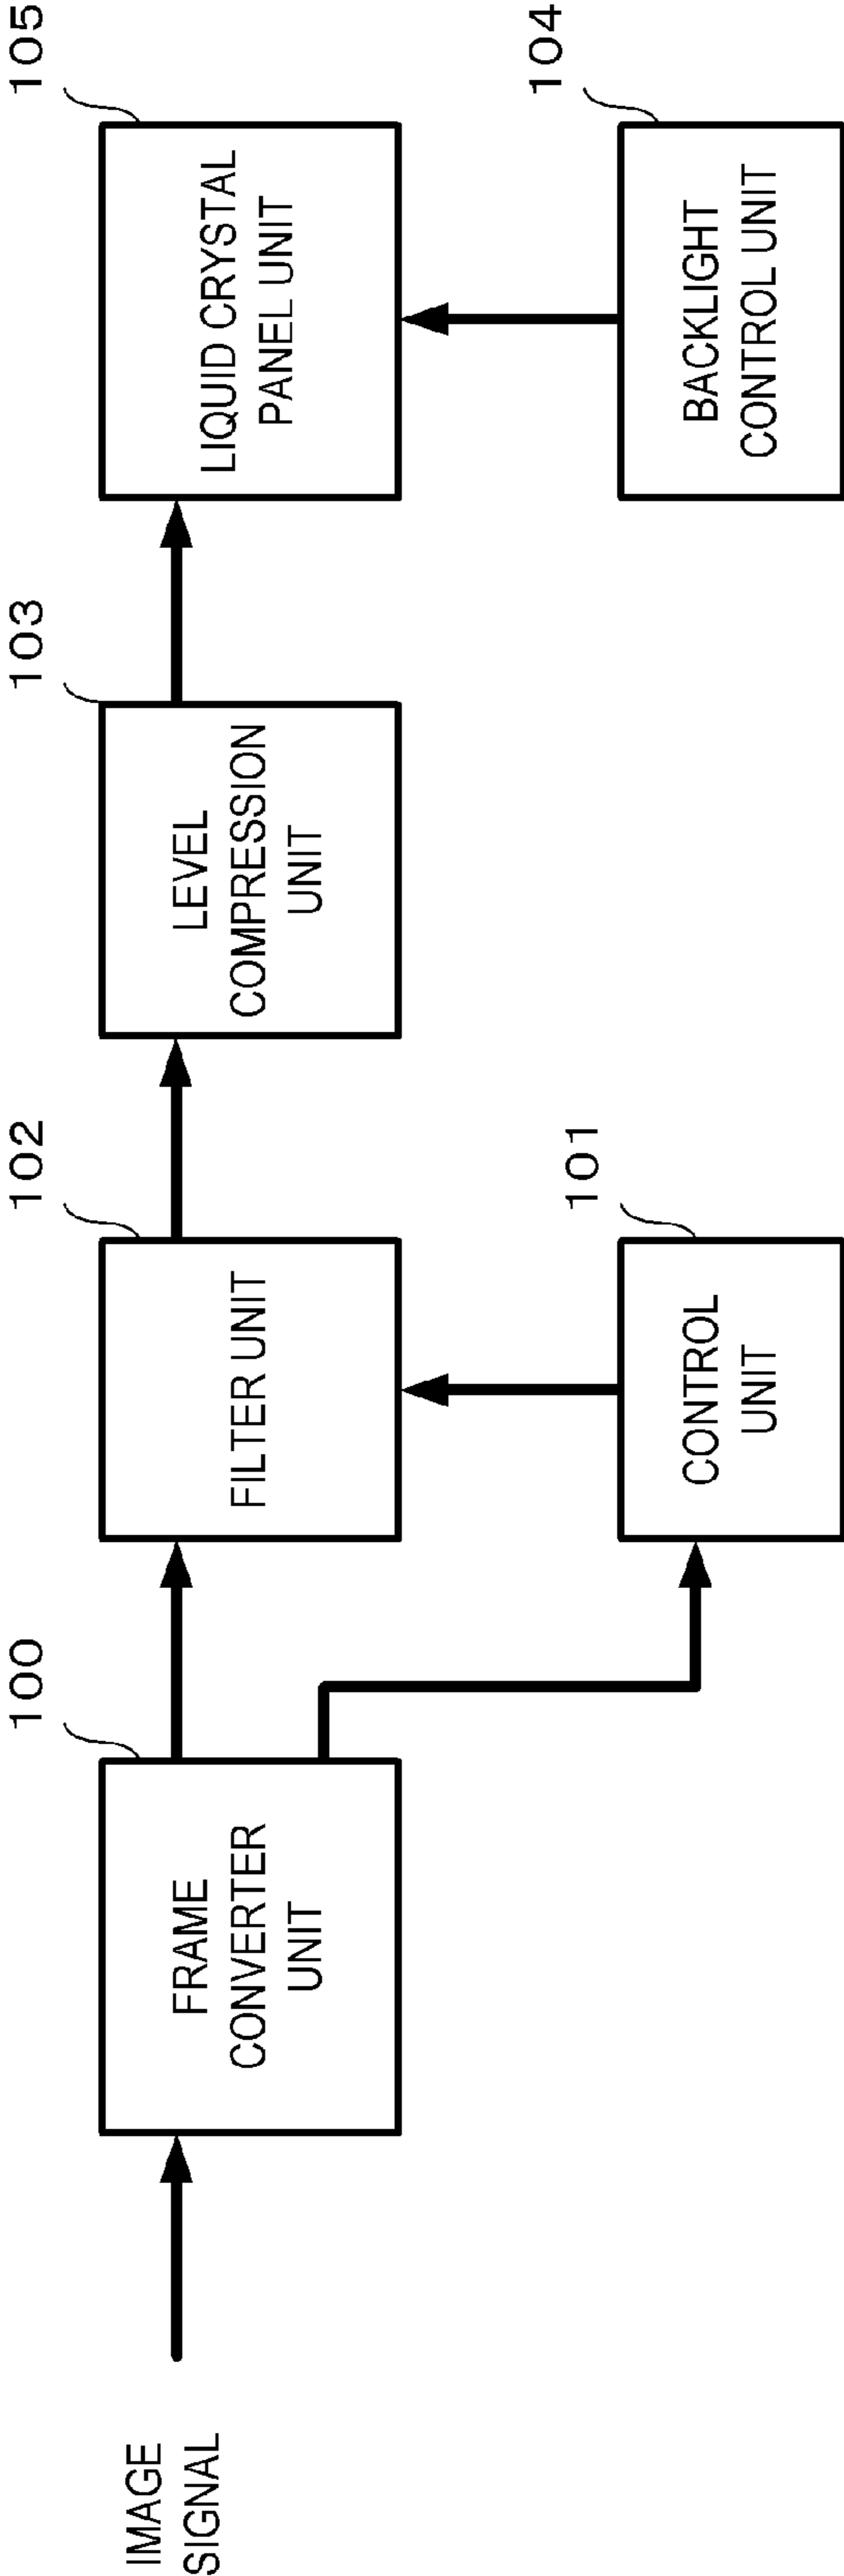 IMAGE
SIGNAL
100
FRAME
CONVERTER
UNIT
102
FILTER UNIT
101
CONTROL
UNIT
103
LEVEL
COMPRESSION
UNIT
105
LIQUID CRYSTAL
PANEL UNIT
104
BACKLIGHT
CONTROL UNIT